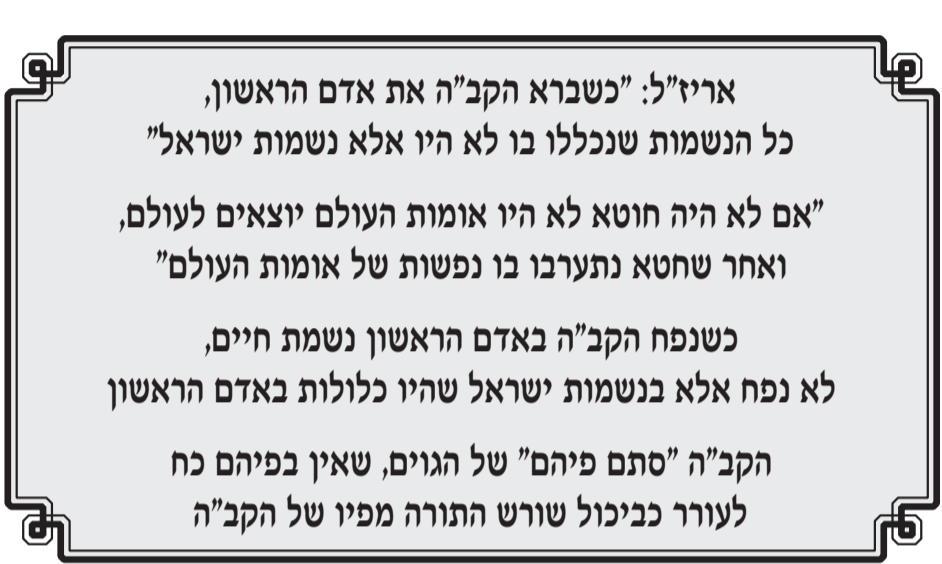 אריז"ל: "כשברא הקב"ה את אדם הראשון,
כל הנשמות שנכללו בו לא היו אלא נשמות ישראל"
"אם לא היה חוטא לא היו אומות העולם יוצאים לעולם,
ואחר שחטא נתערבו בו נפשות של אומות העולם"
כשנפח הקב"ה באדם הראשון נשמת חיים,
לא נפח אלא בנשמות ישראל שהיו כלולות באדם הראשון
הקב"ה "סתם פיהם" של הגוים, שאין בפיהם כח
לעורר כביכול שורש התורה מפיו של הקב"ה